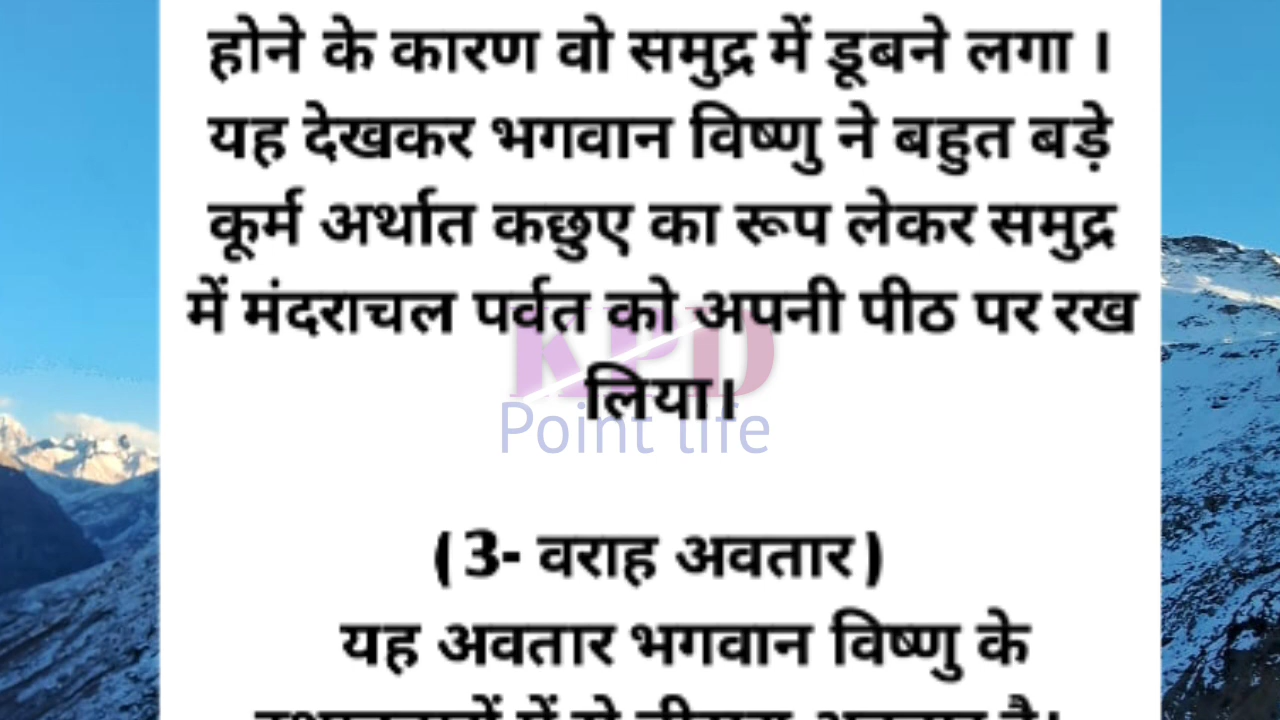 होने के कारण वो समुद्र में डूबने लगा ।
यह देखकर भगवान विष्णु ने बहुत बड़े
कूर्म अर्थात कछुए का रूप लेकर समुद्र
में मंदराचल पर्वत को अपनी पीठ पर रख
लिया।
KPD
Point life
(3- वराह अवतार)
यह अवतार भगवान विष्णु के